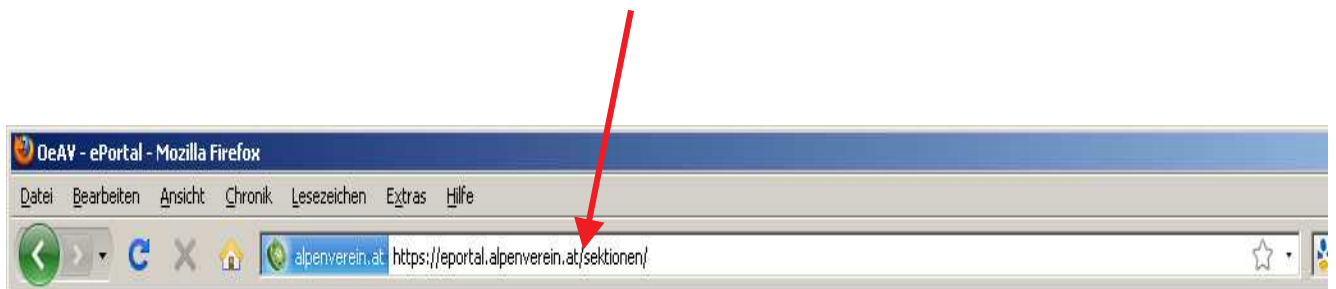 OeAV - ePortal - Mozilla Firefox
Datei Bearbeiten Ansicht Chronik Lesezeichen Extras Hilfe
alpenverein.at https://eportal.alpenverein.at/sektionen/